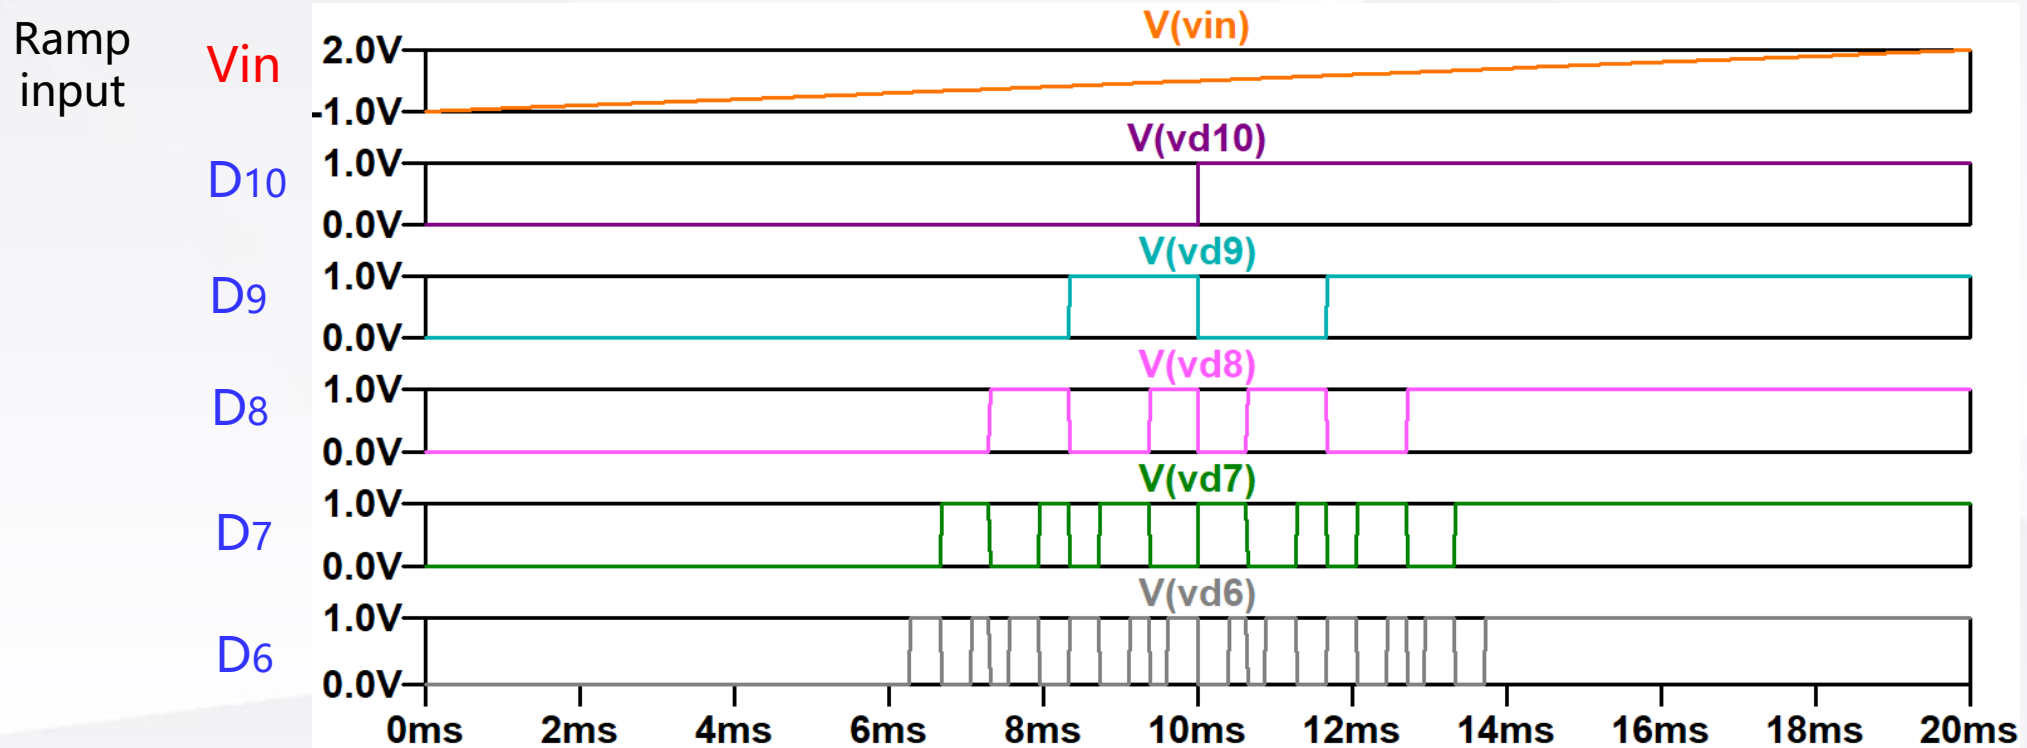 Ramp
input
Vin
V(vin)
2.0V
-1.0V
D10
V(vd10)
1.0V
0.0V
D9
V(vd9)
1.0V
0.0V
D8
V(vd8)
1.0V
0.0V
D7
V(vd7)
1.0V
0.0V
D6
V(vd6)
1.0V
0.0V
0ms 2ms 4ms 6ms 8ms 10ms 12ms 14ms 16ms 18ms 20ms